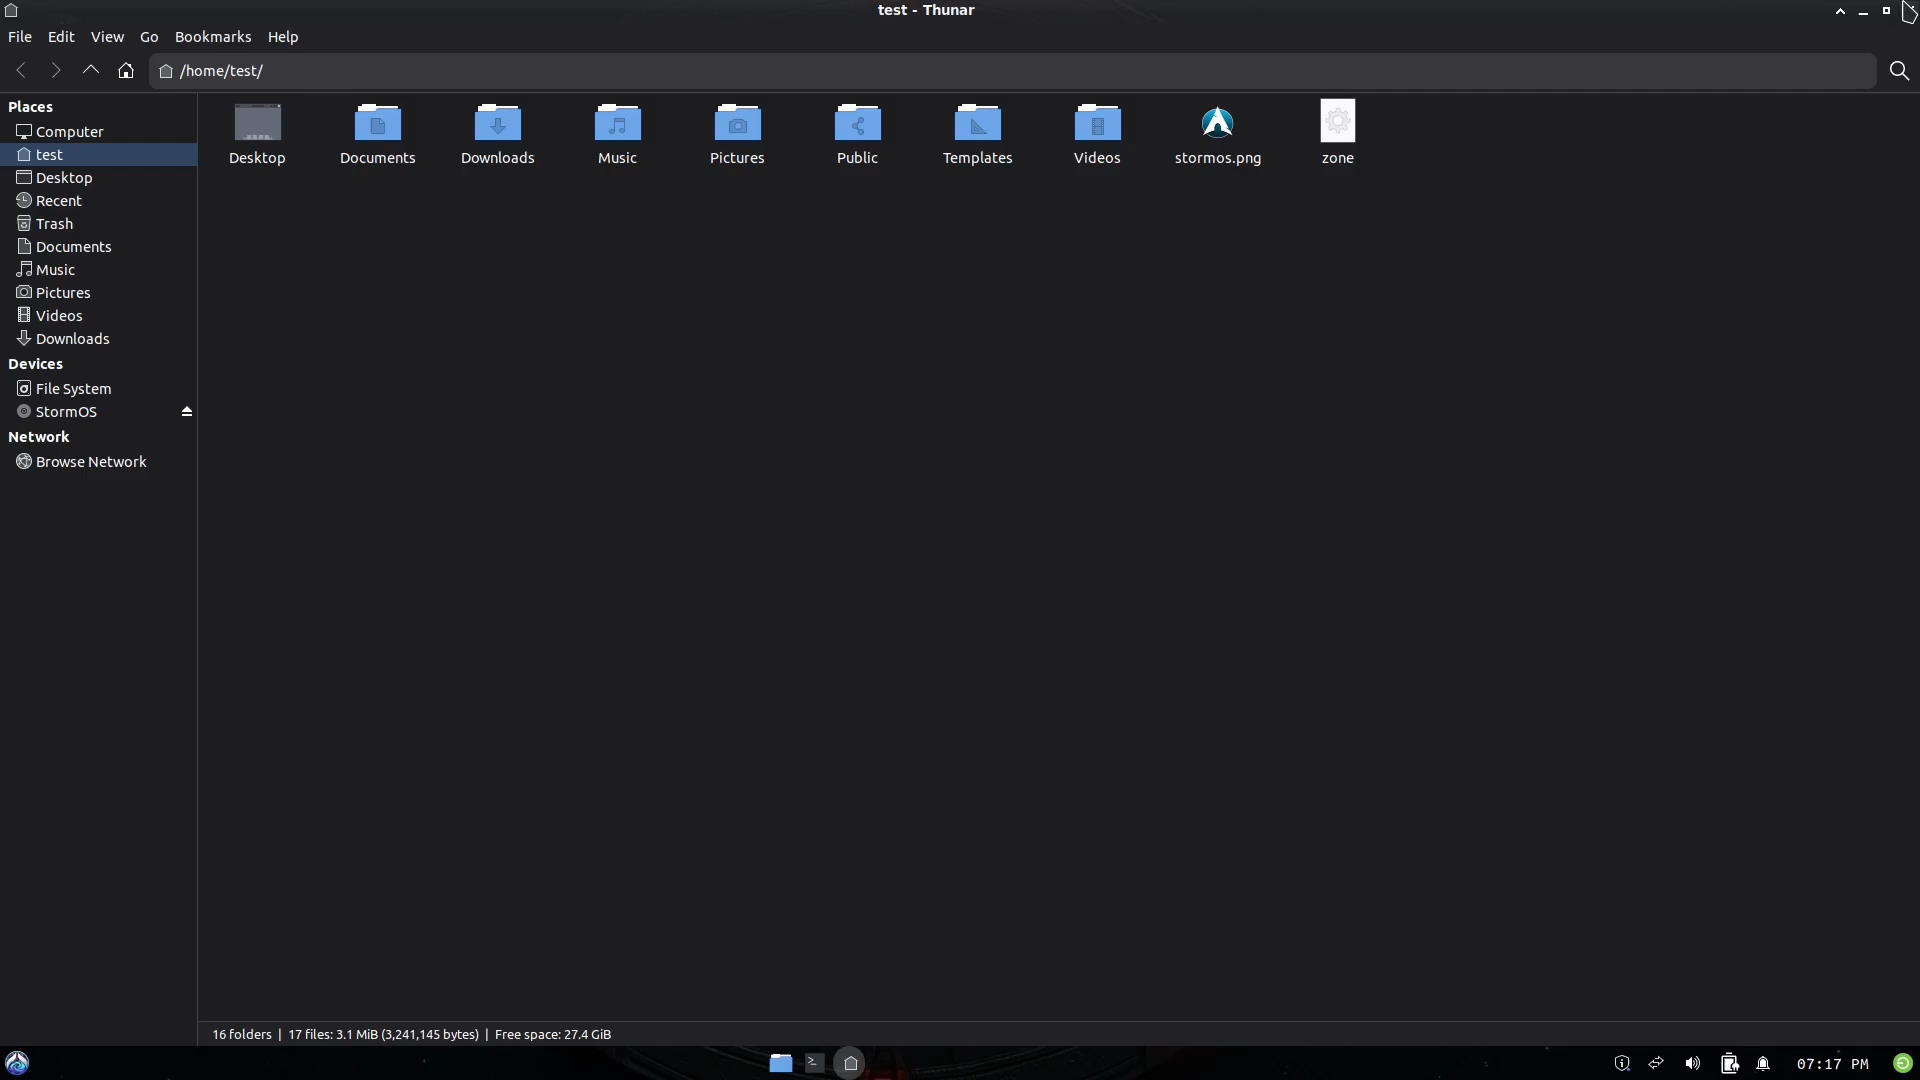 test - Thunar
File Edit View Go Bookmarks Help
/home/test/
Places
Computer
test
Desktop
Recent
Trash
Documents
Music
Pictures
Videos
Downloads
Devices
File System
StormOS
Network
Browse Network
Desktop Documents Downloads Music Pictures Public Templates Videos stormos.png zone
16 folders | 17 files: 3.1 MiB (3,241,145 bytes) | Free space: 27.4 GiB
07:17 PM